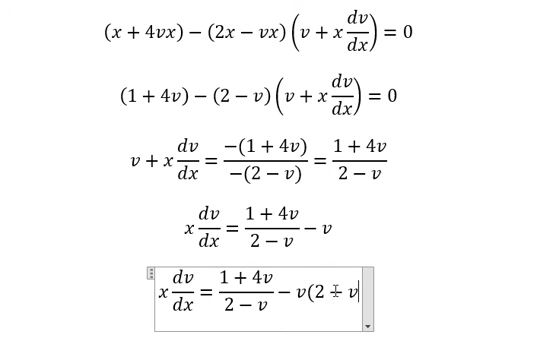 (x + 4vx) − (2x − vx) (v + x dv/dx) = 0
(1 + 4v) − (2 − v) (v + x dv/dx) = 0
v + x dv/dx = −(1 + 4v)/−(2 − v) = (1 + 4v)/(2 − v)
x dv/dx = (1 + 4v)/(2 − v) − v
x dv/dx = (1 + 4v)/(2 − v) − v(2 − v